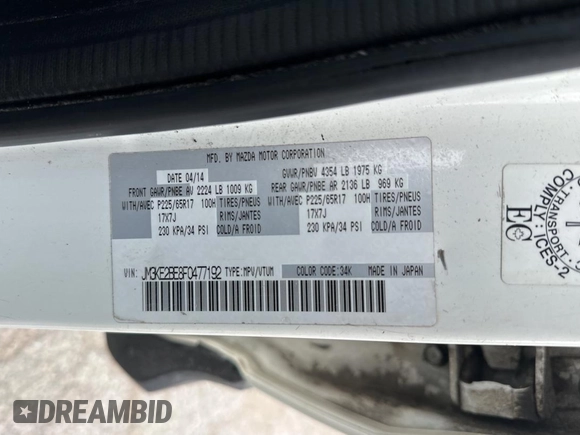 MFD. BY MAZDA MOTOR CORPORATION
DATE 04/14
GVWR/PNBV 4354 LB 1975 KG
FRONT GAWR/PNBE AV 2224 LB 1009 KG
REAR GAWR/PNBE AR 2136 LB 969 KG
WITH/AVEC P225/65R17 100H TIRES/PNEUS
WITH/AVEC P225/65R17 100H TIRES/PNEUS
17X7J RIMS/JANTES
17X7J RIMS/JANTES
230 KPA/34 PSI COLD/A FROID
230 KPA/34 PSI COLD/A FROID
VIN: JM3KE2BE8F0477192 TYPE:MPV/VTUM COLOR CODE:34K MADE IN JAPAN
TRANSPORT
COMPLY: ICES-2
EC
DREAMBID